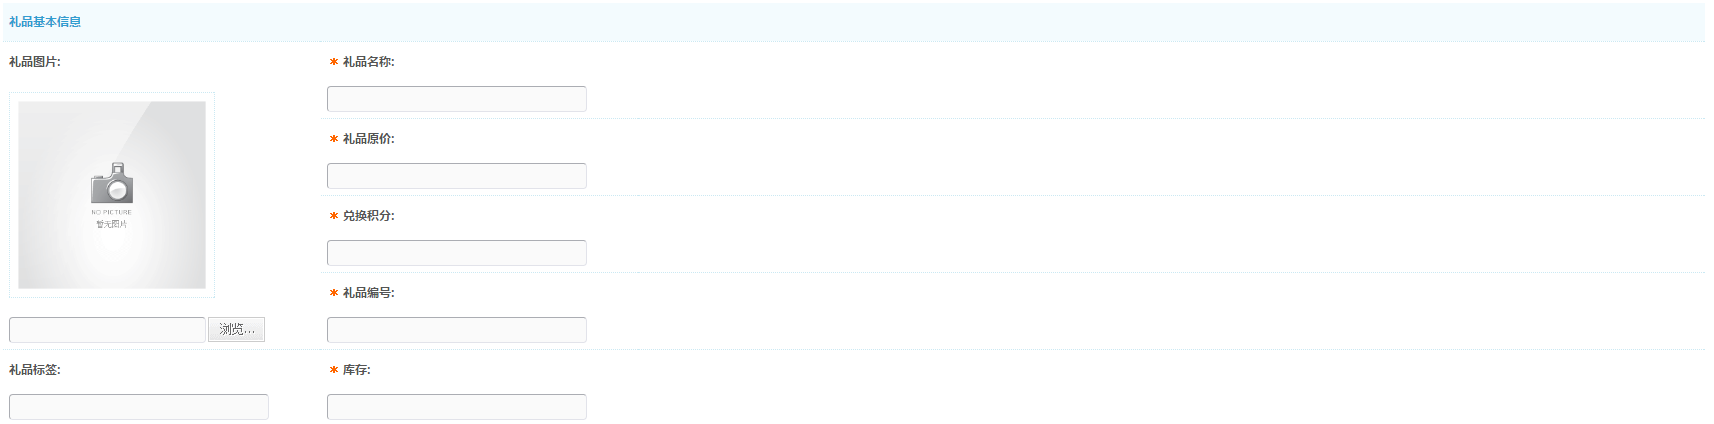 礼品基本信息
礼品图片:
* 礼品名称:
* 礼品原价:
* 兑换积分:
NO PICTURE
暂无图片
* 礼品编号:
浏览...
礼品标签:
* 库存: